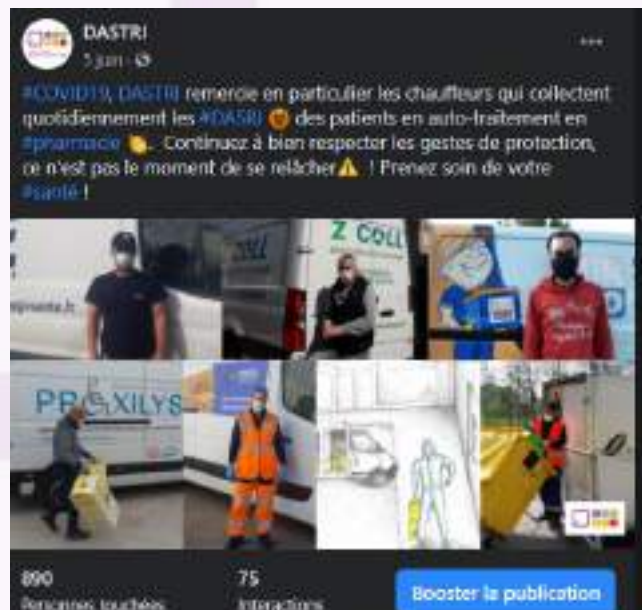 DASTRI
5 juin
#COVID19, DASTRI remercie en particulier les chauffeurs qui collectent
quotidiennement les #DASRI des patients en auto-traitement en
#pharmacie . Continuez à bien respecter les gestes de protection,
ce n'est pas le moment de se relâcher ! Prenez soin de votre
#santé !
COLL
Z COLL
PROXILYS
890
75
Personnes touchées
Interactions
Booster la publication